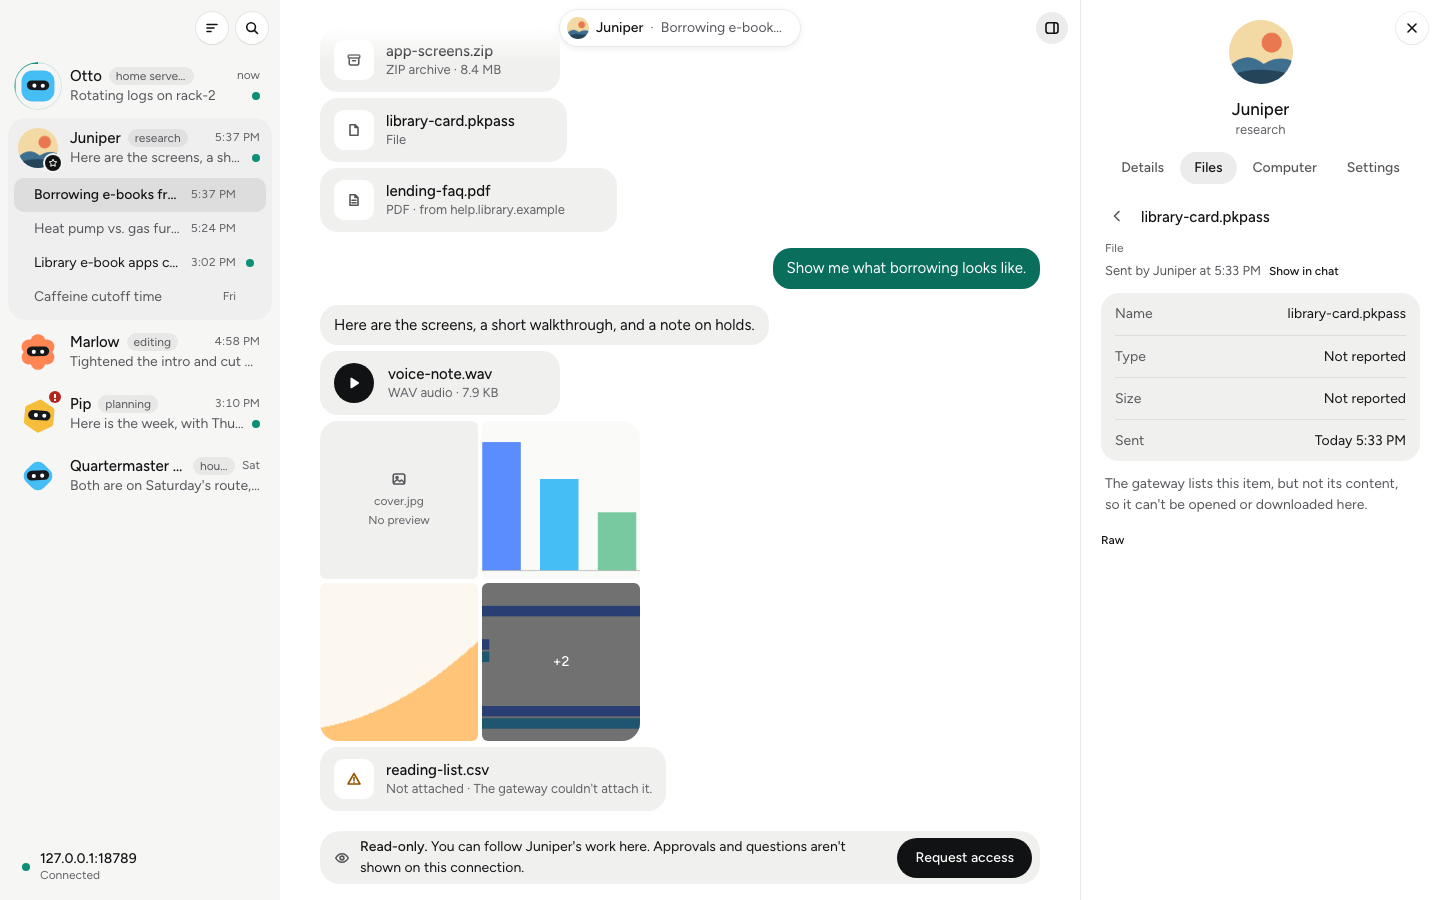 Otto home serve... now
Rotating logs on rack-2
Juniper research 5:37 PM
Here are the screens, a sh...
Borrowing e-books fr... 5:37 PM
Heat pump vs. gas fur... 5:24 PM
Library e-book apps c... 3:02 PM
Caffeine cutoff time Fri
Marlow editing 4:58 PM
Tightened the intro and cut ...
Pip planning 3:10 PM
Here is the week, with Thu...
Quartermaster ... hou... Sat
Both are on Saturday's route,...
127.0.0.1:18789
Connected
Juniper · Borrowing e-book...
app-screens.zip
ZIP archive · 8.4 MB
library-card.pkpass
File
lending-faq.pdf
PDF · from help.library.example
Show me what borrowing looks like.
Here are the screens, a short walkthrough, and a note on holds.
voice-note.wav
WAV audio · 7.9 KB
cover.jpg
No preview
+2
reading-list.csv
Not attached · The gateway couldn't attach it.
Read-only. You can follow Juniper's work here. Approvals and questions aren't
shown on this connection.
Request access
Juniper
research
Details Files Computer Settings
library-card.pkpass
File
Sent by Juniper at 5:33 PM Show in chat
Name library-card.pkpass
Type Not reported
Size Not reported
Sent Today 5:33 PM
The gateway lists this item, but not its content,
so it can't be opened or downloaded here.
Raw